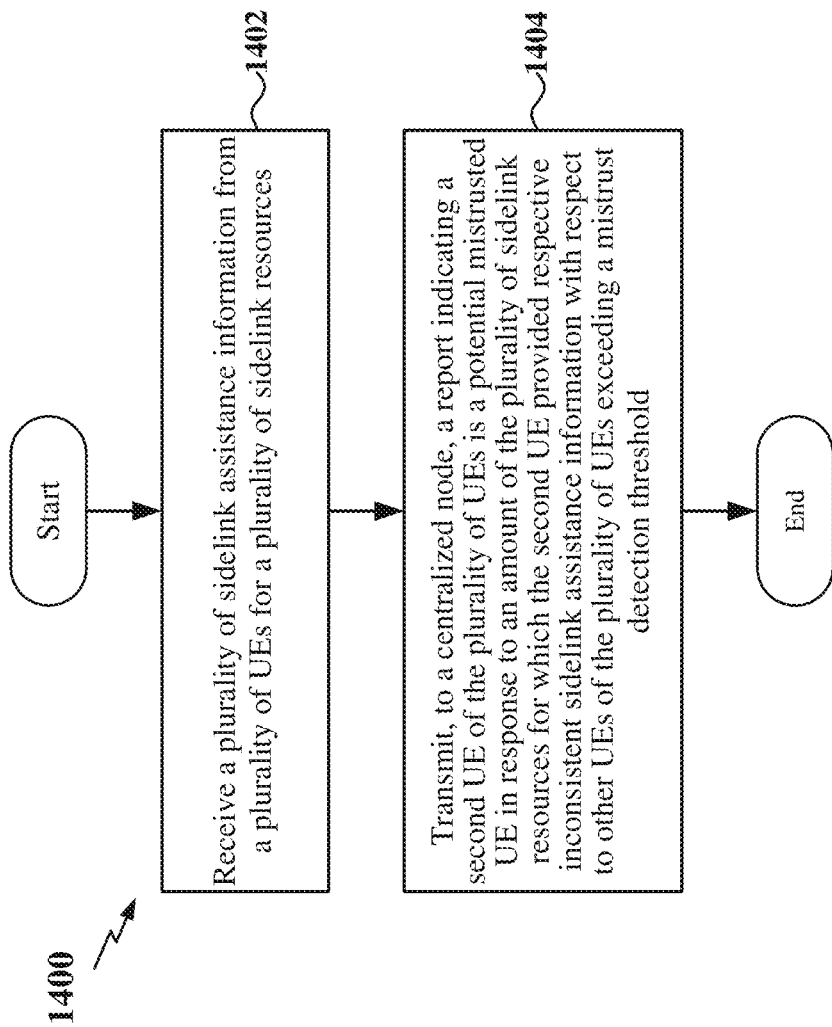 1400
Start
Receive a plurality of sidelink assistance information from
a plurality of UEs for a plurality of sidelink resources
1402
Transmit, to a centralized node, a report indicating a
second UE of the plurality of UEs is a potential mistrusted
UE in response to an amount of the plurality of sidelink
resources for which the second UE provided respective
inconsistent sidelink assistance information with respect
to other UEs of the plurality of UEs exceeding a mistrust
detection threshold
1404
End